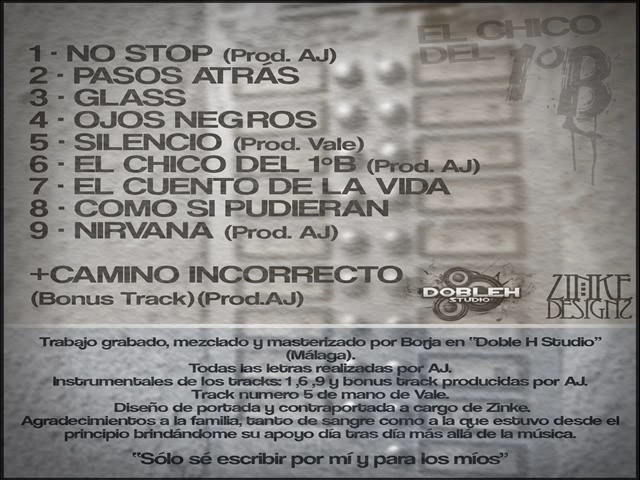 EL CHICO
DEL 1ºB
1 - NO STOP (Prod. AJ)
2 - PASOS ATRÁS
3 - GLASS
4 - OJOS NEGROS
5 - SILENCIO (Prod. Vale)
6 - EL CHICO DEL 1ºB (Prod. AJ)
7 - EL CUENTO DE LA VIDA
8 - COMO SI PUDIERAN
9 - NIRVANA (Prod. AJ)
+CAMINO INCORRECTO
(Bonus Track)(Prod.AJ)
DOBLEH
STUDIO
ZINKE
DESIGNS
Trabajo grabado, mezclado y masterizado por Borja en "Doble H Studio"
(Málaga).
Todas las letras realizadas por AJ.
Instrumentales de los tracks: 1,6,9 y bonus track producidas por AJ.
Track numero 5 de mano de Vale.
Diseño de portada y contraportada a cargo de Zinke.
Agradecimientos a la familia, tanto de sangre como a la que estuvo desde el
principio brindándome su apoyo día tras día más allá de la música.
"Sólo sé escribir por mí y para los míos"